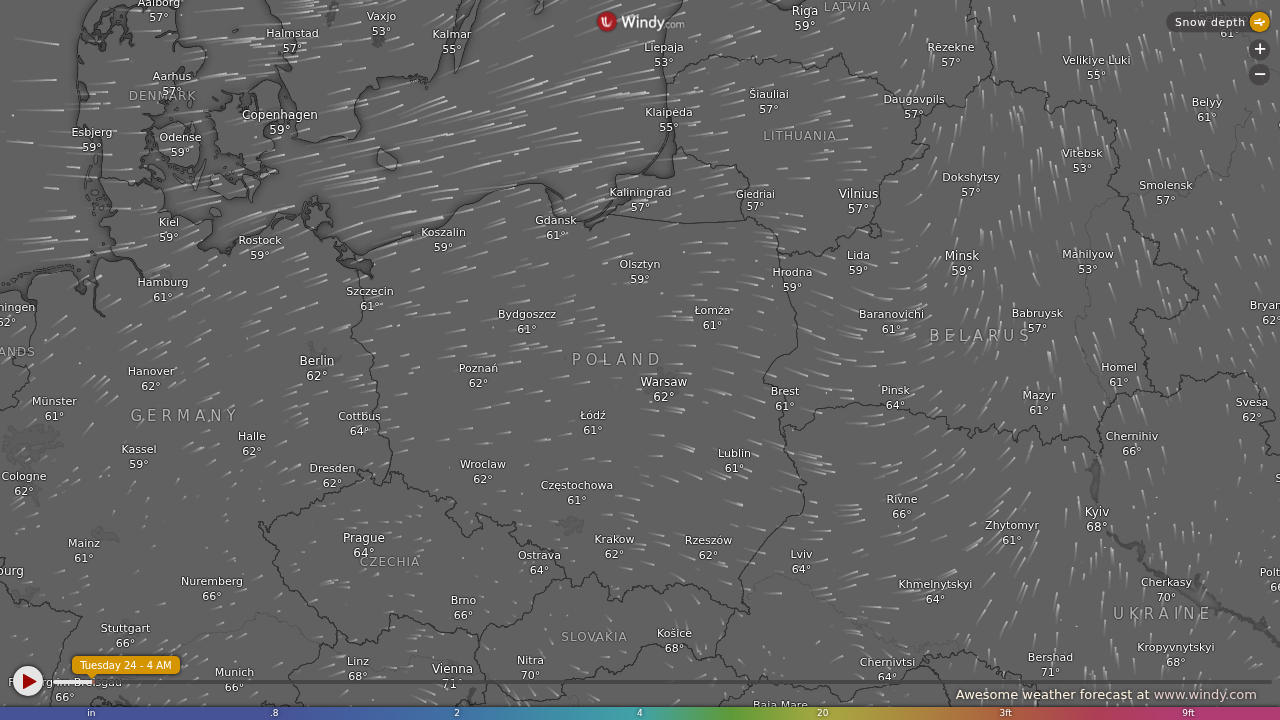 Aalborg
57°
Halmstad
57°
Vaxjo
53°
Kalmar
55°
Windy.com
Liepaja
53°
Riga
59°
LATVIA
Rēzekne
57°
Velikiye Luki
55°
Snow depth
61°
+
−
Aarhus
57°
DENMARK
Copenhagen
59°
Esbjerg
59°
Odense
59°
Klaipėda
55°
Šiauliai
57°
LITHUANIA
Daugavpils
57°
Belyy
61°
Vitebsk
53°
Smolensk
57°
Dokshytsy
57°
Kaliningrad
57°
Giedriai
57°
Vilnius
57°
Kiel
59°
Rostock
59°
Koszalin
59°
Gdansk
61°
Olsztyn
59°
Hrodna
59°
Lida
59°
Minsk
59°
Mahilyow
53°
Hamburg
61°
Szczecin
61°
Bydgoszcz
61°
Łomża
61°
Baranovichi
61°
Babruysk
57°
BELARUS
POLAND
Berlin
62°
Hanover
62°
Poznań
62°
Warsaw
62°
Brest
61°
Pinsk
64°
Mazyr
61°
Homel
61°
Svesa
62°
Münster
61°
GERMANY
Cottbus
64°
Łódź
61°
Halle
62°
Kassel
59°
Chernihiv
66°
Cologne
62°
Dresden
62°
Wroclaw
62°
Częstochowa
61°
Lublin
61°
Rivne
66°
Kyiv
68°
Zhytomyr
61°
Mainz
61°
Prague
64°
CZECHIA
Ostrava
64°
Krakow
62°
Rzeszów
62°
Lviv
64°
Nuremberg
66°
Brno
66°
Khmelnytskyi
64°
Cherkasy
70°
UKRAINE
Stuttgart
66°
SLOVAKIA
Košice
68°
Kropyvnytskyi
68°
Tuesday 24 - 4 AM
66°
Munich
66°
Linz
68°
Vienna
71°
Nitra
70°
Chernivtsi
64°
Bershad
71°
Baia Mare
Awesome weather forecast at www.windy.com
in
.8
2
4
20
3ft
9ft